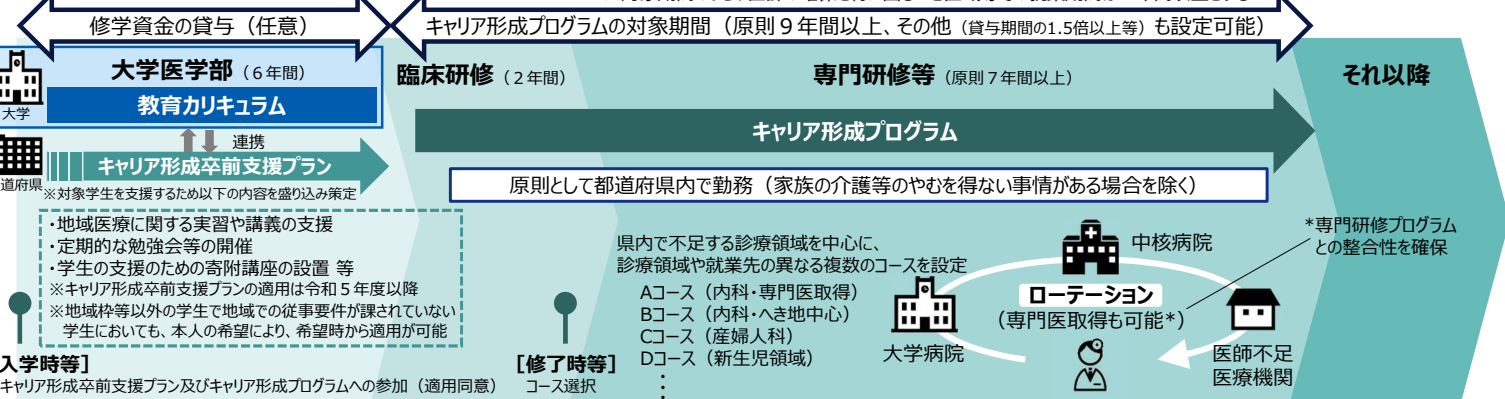 修学資金の貸与（任意）
キャリア形成プログラムの対象期間（原則９年間以上、その他（貸与期間の1.5倍以上等）も設定可能）
大学医学部（６年間）
臨床研修（２年間）
専門研修等（原則７年間以上）
それ以降
大学
教育カリキュラム
連携
キャリア形成プログラム
道府県
キャリア形成卒前支援プラン
※対象学生を支援するため以下の内容を盛り込み策定
原則として都道府県内で勤務（家族の介護等のやむを得ない事情がある場合を除く）
・地域医療に関する実習や講義の支援
・定期的な勉強会等の開催
・学生の支援のための寄附講座の設置 等
※キャリア形成卒前支援プランの適用は令和５年度以降
※地域枠等以外の学生で地域での従事要件が課されていない
学生においても、本人の希望により、希望時から適用が可能
県内で不足する診療領域を中心に、
診療領域や就業先の異なる複数のコースを設定
Aコース（内科・専門医取得）
Bコース（内科・へき地中心）
Cコース（産婦人科）
Dコース（新生児領域）
：
中核病院
*専門研修プログラム
との整合性を確保
ローテーション
（専門医取得も可能*）
大学病院
医師不足
医療機関
入学時等］
キャリア形成卒前支援プラン及びキャリア形成プログラムへの参加（適用同意）
［修了時等］
コース選択